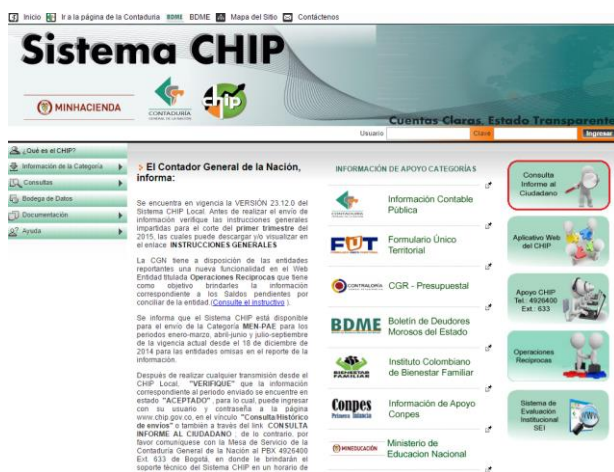 Inicio Ir a la página de la Contaduría BDME BDME Mapa del Sitio Contáctenos
Sistema CHIP
MINHACIENDA
CONTADURÍA
GENERAL DE LA NACIÓN
chip
Cuentas Claras, Estado Transparente
Usuario Clave Ingresar
¿Qué es el CHIP?
Información de la Categoría
Consultas
Bodega de Datos
Documentación
Ayuda
El Contador General de la Nación,
informa:
Se encuentra en vigencia la VERSIÓN 23.12.0 del
Sistema CHIP Local. Antes de realizar el envío de
información verifique las instrucciones generales
impartidas para el corte del primer trimestre del
2015, las cuales puede descargar y/o visualizar en
el enlace INSTRUCCIONES GENERALES
La CGN tiene a disposición de las entidades
reportantes una nueva funcionalidad en el Web
Entidad titulada Operaciones Reciprocas que tiene
como objetivo brindarles la información
correspondiente a los Saldos pendientes por
conciliar de la entidad.(Consulte el Instructivo ).
Se informa que el Sistema CHIP está disponible
para el envío de la Categoría MEN-PAE para los
periodos enero-marzo, abril-junio y julio-septiembre
de la vigencia actual desde el 18 de diciembre de
2014 para las entidades omisas en el reporte de la
información.
Después de realizar cualquier transmisión desde el
CHIP Local, "VERIFIQUE" que la información
correspondiente al periodo enviado se encuentre en
estado "ACEPTADO", para lo cual, puede ingresar
con su usuario y contraseña a la página
www.chip.gov.co, en el vínculo "Consulta/Histórico
de envíos" o también a través del link CONSULTA
INFORME AL CIUDADANO ; de lo contrario, por
favor comuníquese con la Mesa de Servicio de la
Contaduría General de la Nación al PBX 4926400
Ext. 633 de Bogotá, en donde le brindarán el
soporte técnico del Sistema CHIP en un horario de
INFORMACIÓN DE APOYO CATEGORÍAS
CONTADURÍA
Información Contable
Pública
FUT
Formulario Único
Territorial
CONTRALORÍA
CGR - Presupuestal
BDME
Boletín de Deudores
Morosos del Estado
BIENESTAR
FAMILIAR
Instituto Colombiano
de Bienestar Familiar
Conpes
Primera Infancia
Información de Apoyo
Conpes
MINEDUCACIÓN
Ministerio de
Educacion Nacional
Consulta
Informe al
Ciudadano
Aplicativo Web
del CHIP
Apoyo CHIP
Tel.: 4926400
Ext.: 633
Operaciones
Reciprocas
Sistema de
Evaluación
Institucional
SEI